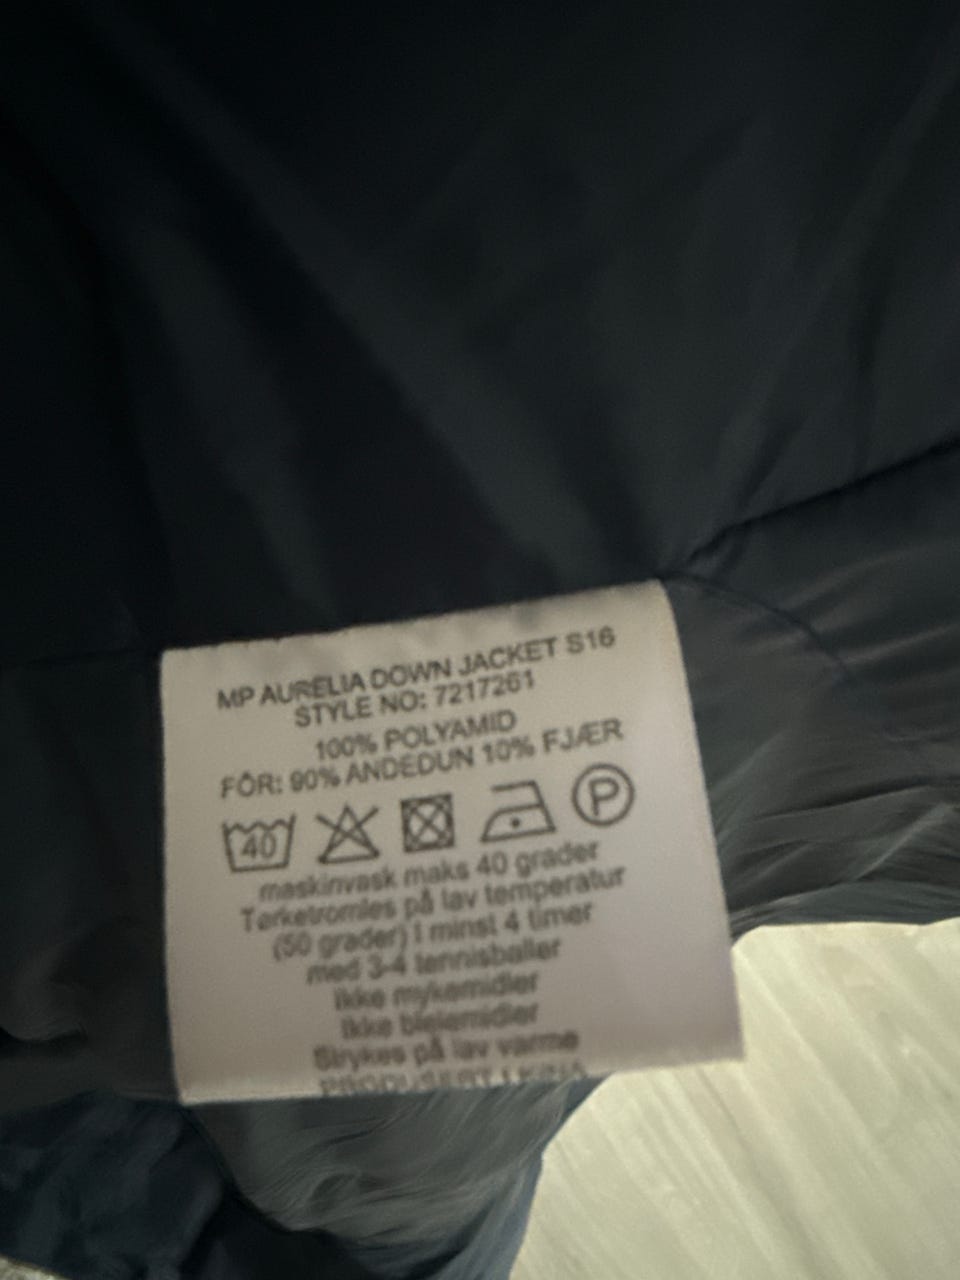 MP AURELIA DOWN JACKET S16
STYLE NO: 7217261
100% POLYAMID
FÔR: 90% ANDEDUN 10% FJÆR
40 P
maskinvask maks 40 grader
Tørketromles på lav temperatur
(50 grader) i minst 4 timer
med 3-4 tennisballer
Ikke mykemidler
Ikke blekemidler
Strykes på lav varme
PRODUSERT I KINA